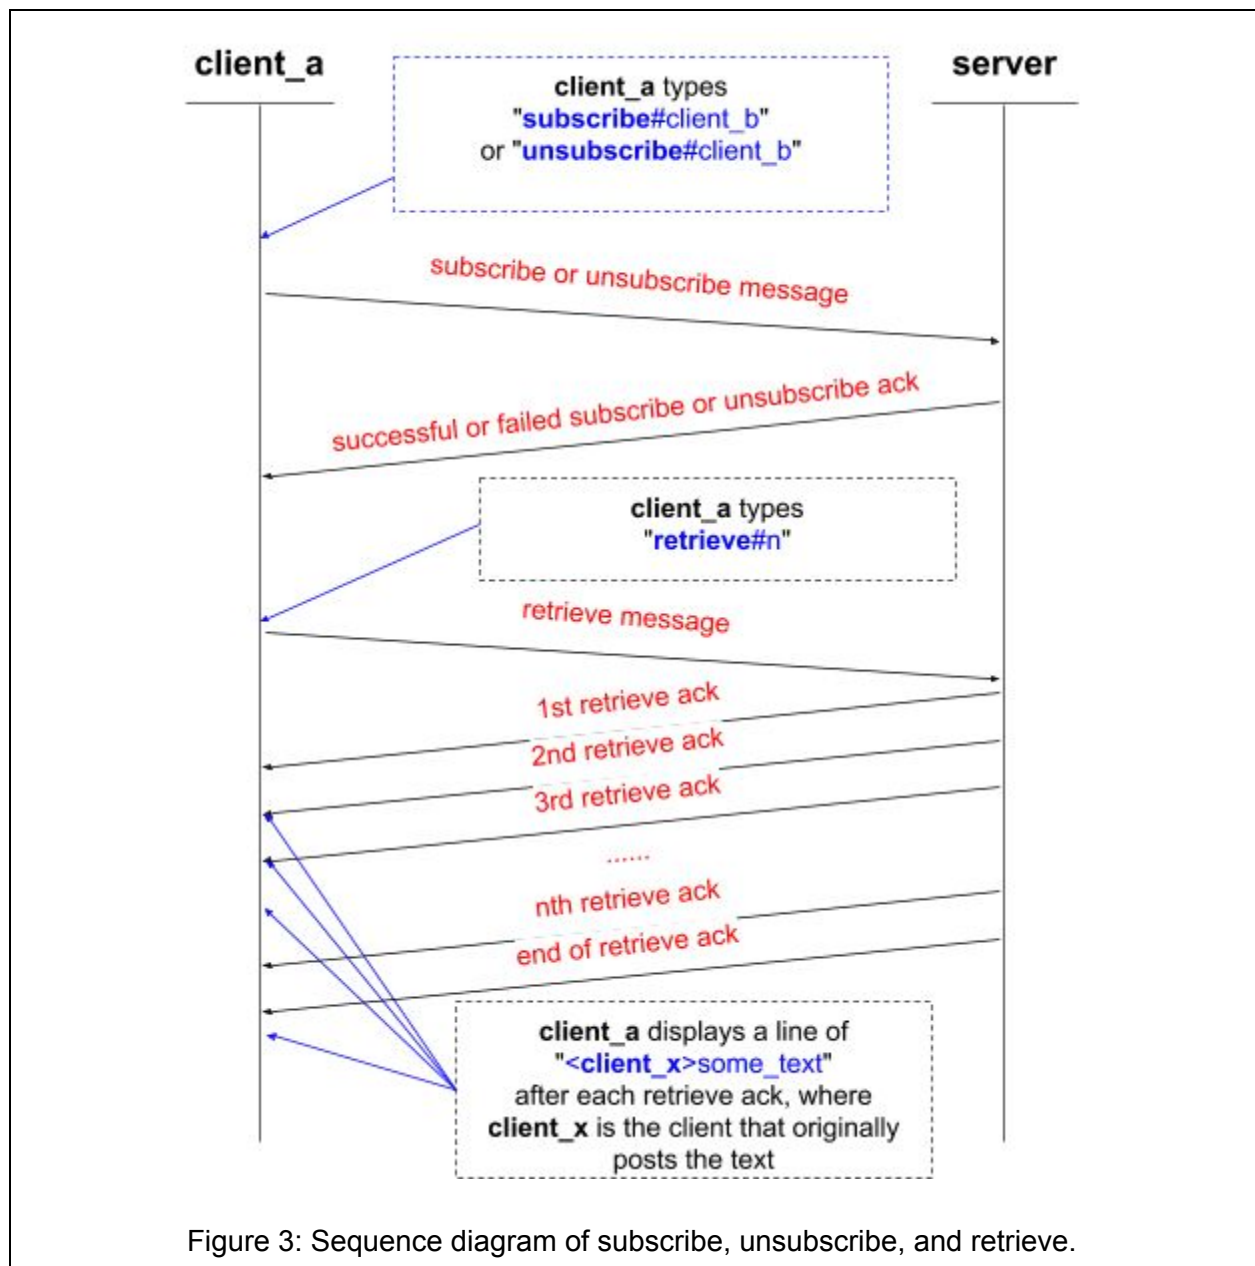 client_a
server
client_a types
"subscribe#client_b"
or "unsubscribe#client_b"
subscribe or unsubscribe message
successful or failed subscribe or unsubscribe ack
client_a types
"retrieve#n"
retrieve message
1st retrieve ack
2nd retrieve ack
3rd retrieve ack
......
nth retrieve ack
end of retrieve ack
client_a displays a line of
"<client_x>some_text"
after each retrieve ack, where
client_x is the client that originally
posts the text
Figure 3: Sequence diagram of subscribe, unsubscribe, and retrieve.